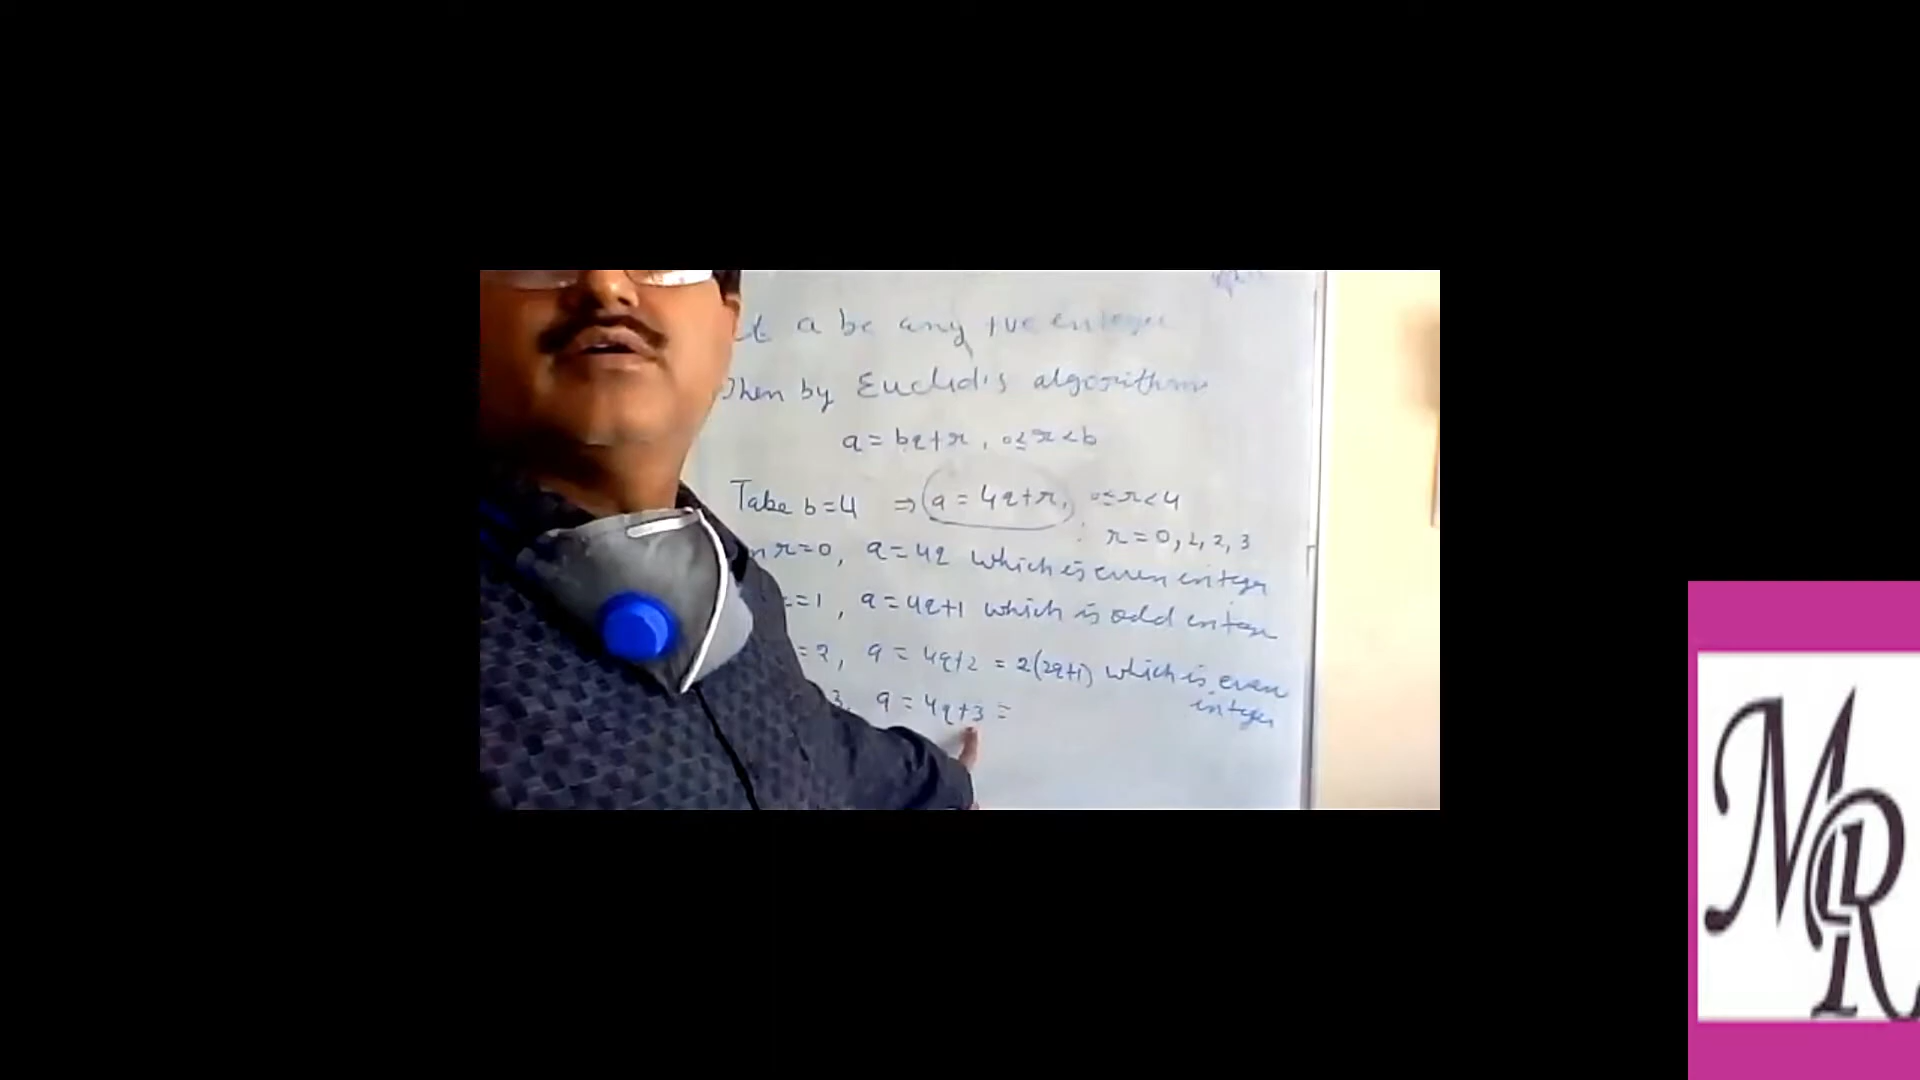 a be any +ve integer
Then by Euclid's algorithm
a = bq+r, 0≤r<b
Take b=4 ⇒ a = 4q+r, 0≤r<4
r = 0, 1, 2, 3
r=0, a=4q which is even integer
=1, a=4q+1 which is odd integer
=2, a = 4q+2 = 2(2q+1) which is even
integer
3, a = 4q+3 =
MR